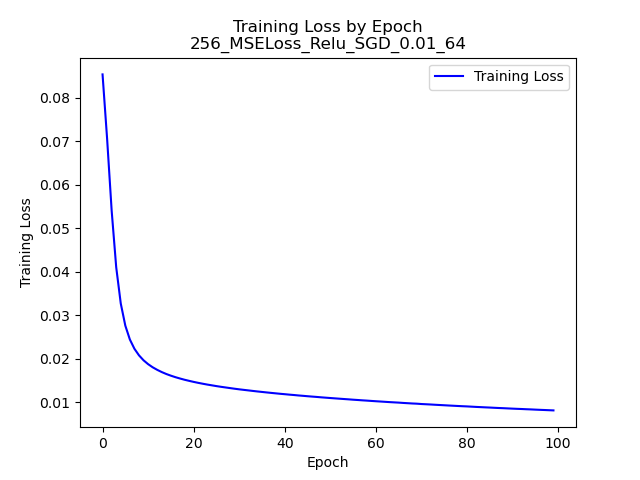 Training Loss by Epoch
256_MSELoss_Relu_SGD_0.01_64
Training Loss
0.08
0.07
0.06
0.05
0.04
0.03
0.02
0.01
Training Loss
0 20 40 60 80 100
Epoch